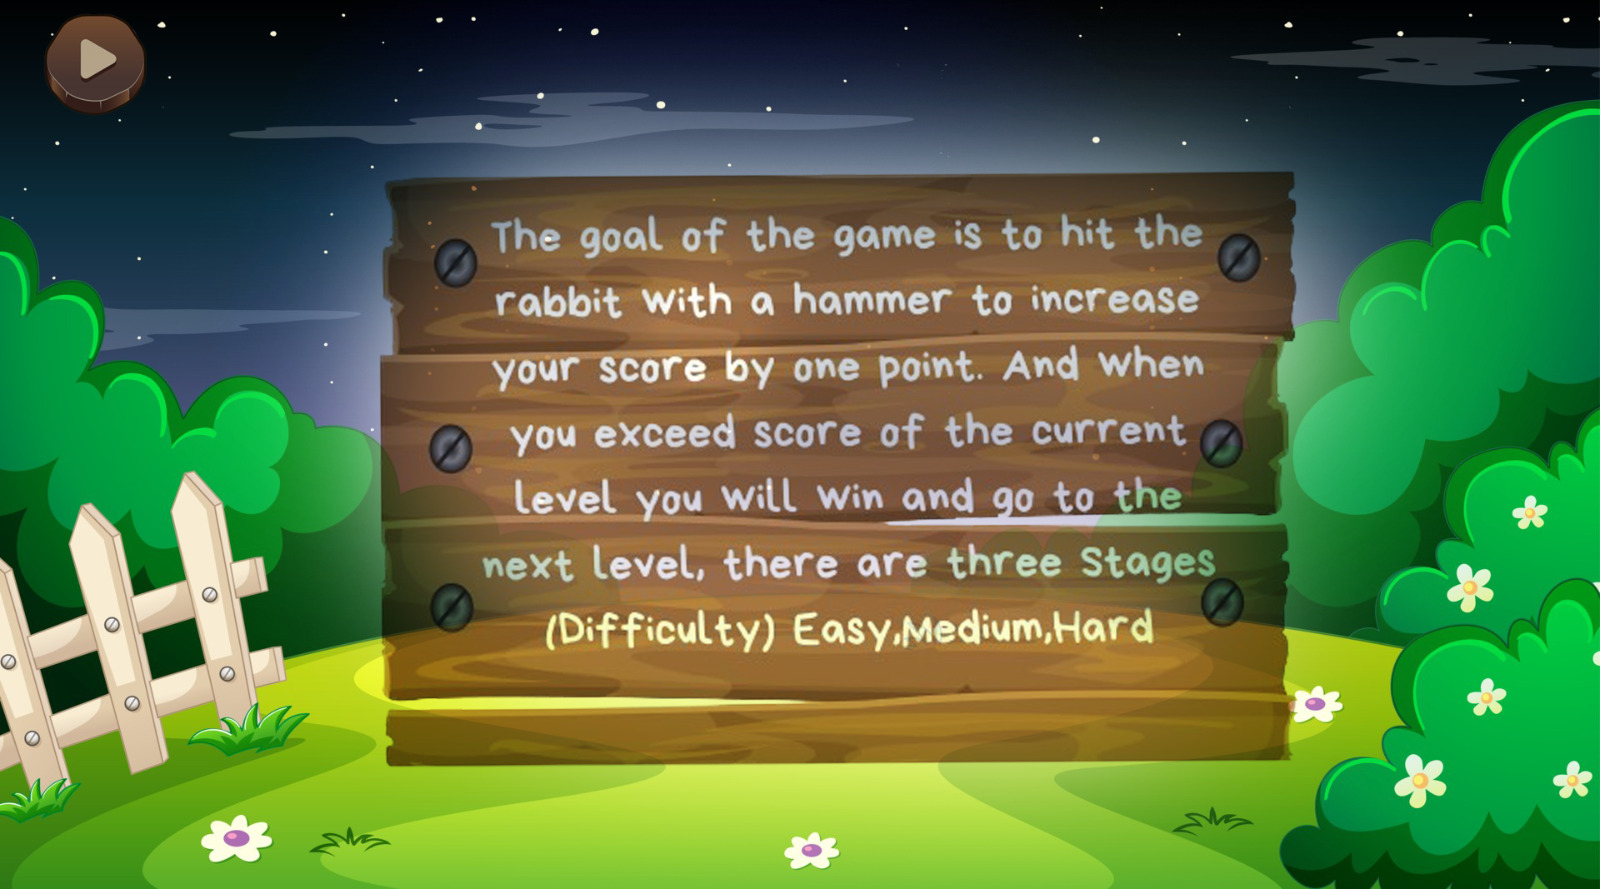 The goal of the game is to hit the
rabbit with a hammer to increase
your score by one point. And when
you exceed score of the current
level you will win and go to the
next level, there are three Stages
(Difficulty) Easy,Medium,Hard